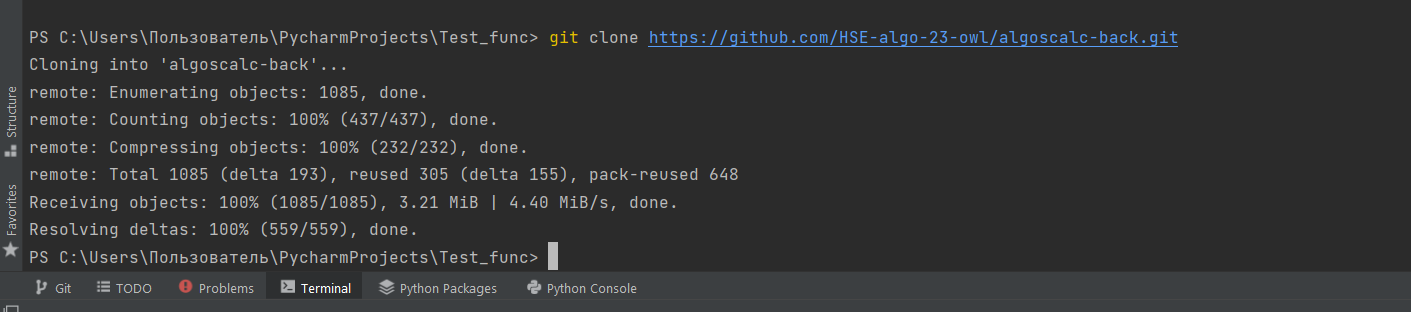 PS C:\Users\Пользователь\PycharmProjects\Test_func> git clone https://github.com/HSE-algo-23-owl/algoscalc-back.git
Cloning into 'algoscalc-back'...
remote: Enumerating objects: 1085, done.
remote: Counting objects: 100% (437/437), done.
remote: Compressing objects: 100% (232/232), done.
remote: Total 1085 (delta 193), reused 305 (delta 155), pack-reused 648
Receiving objects: 100% (1085/1085), 3.21 MiB | 4.40 MiB/s, done.
Resolving deltas: 100% (559/559), done.
PS C:\Users\Пользователь\PycharmProjects\Test_func>
Structure
Favorites
Git TODO Problems Terminal Python Packages Python Console